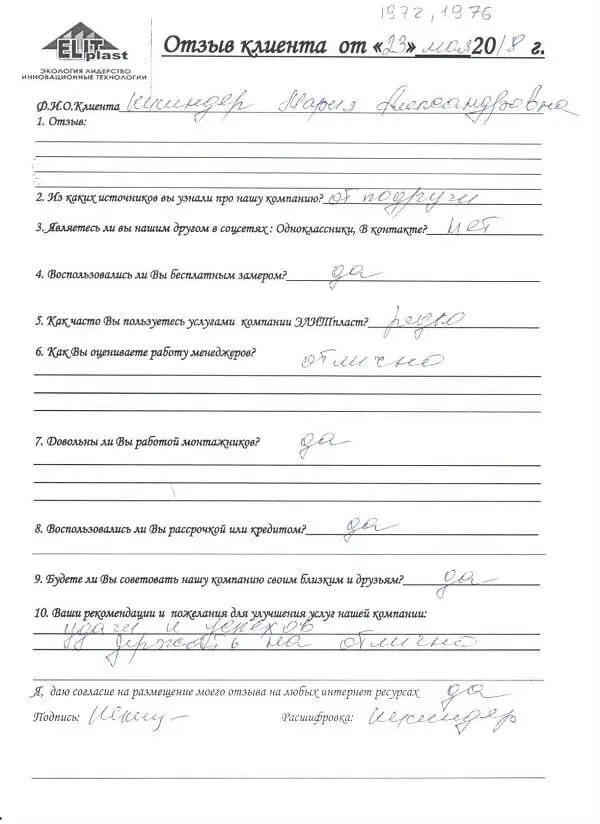 1972, 1976
ELIT plast
ЭКОЛОГИЯ ЛИДЕРСТВО
ИННОВАЦИОННЫЕ ТЕХНОЛОГИИ
Отзыв клиента от «23» мая 2018 г.
Ф.И.О.Клиента Шкиндер Мария Александровна
1. Отзыв:
2. Из каких источников вы узнали про нашу компанию? от подруги
3. Являетесь ли вы нашим другом в соцсетях : Одноклассники, В контакте? нет
4. Воспользовались ли Вы бесплатным замером? да
5. Как часто Вы пользуетесь услугами компании ЭЛИТпласт? редко
6. Как Вы оцениваете работу менеджеров? отлично
7. Довольны ли Вы работой монтажников? да
8. Воспользовались ли Вы рассрочкой или кредитом? да
9. Будете ли Вы советовать нашу компанию своим близким и друзьям? да
10. Ваши рекомендации и пожелания для улучшения услуг нашей компании:
удачи и успехов
держать на отлично
Я, даю согласие на размещение моего отзыва на любых интернет ресурсах да
Подпись: Расшифровка: Шкиндер